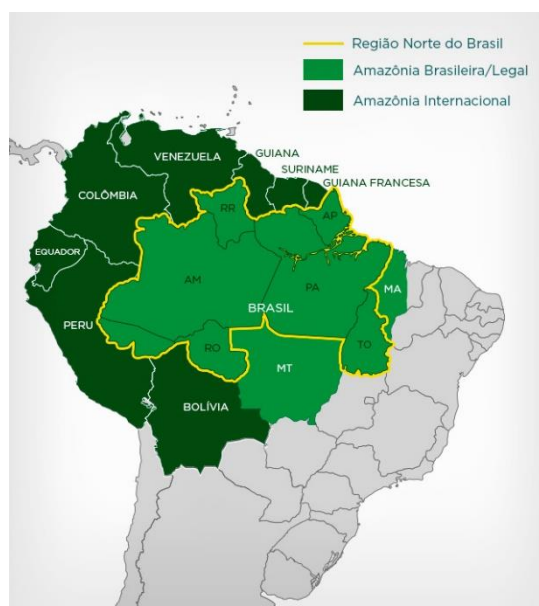 Região Norte do Brasil
Amazônia Brasileira/Legal
Amazônia Internacional
VENEZUELA
GUIANA
SURINAME
GUIANA FRANCESA
COLÔMBIA
RR
AP
EQUADOR
AM
PA
MA
BRASIL
PERU
RO
TO
MT
BOLÍVIA